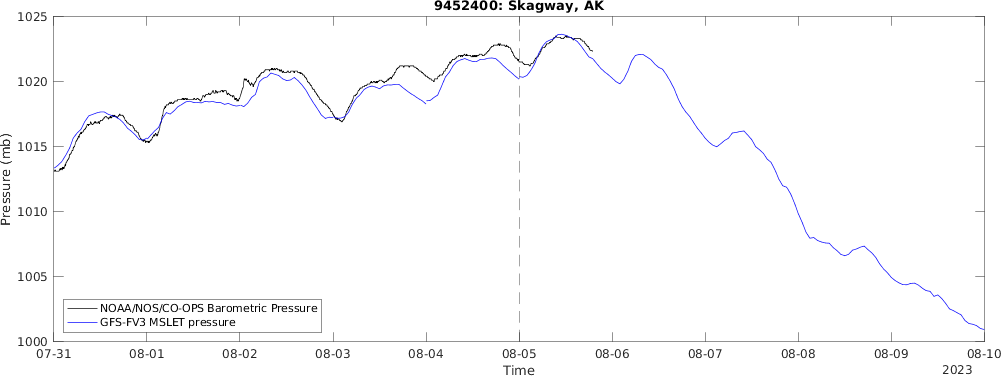 9452400: Skagway, AK
1025
1020
1015
1010
1005
1000
Pressure (mb)
NOAA/NOS/CO-OPS Barometric Pressure
GFS-FV3 MSLET pressure
07-31 08-01 08-02 08-03 08-04 08-05 08-06 08-07 08-08 08-09 08-10
Time
2023